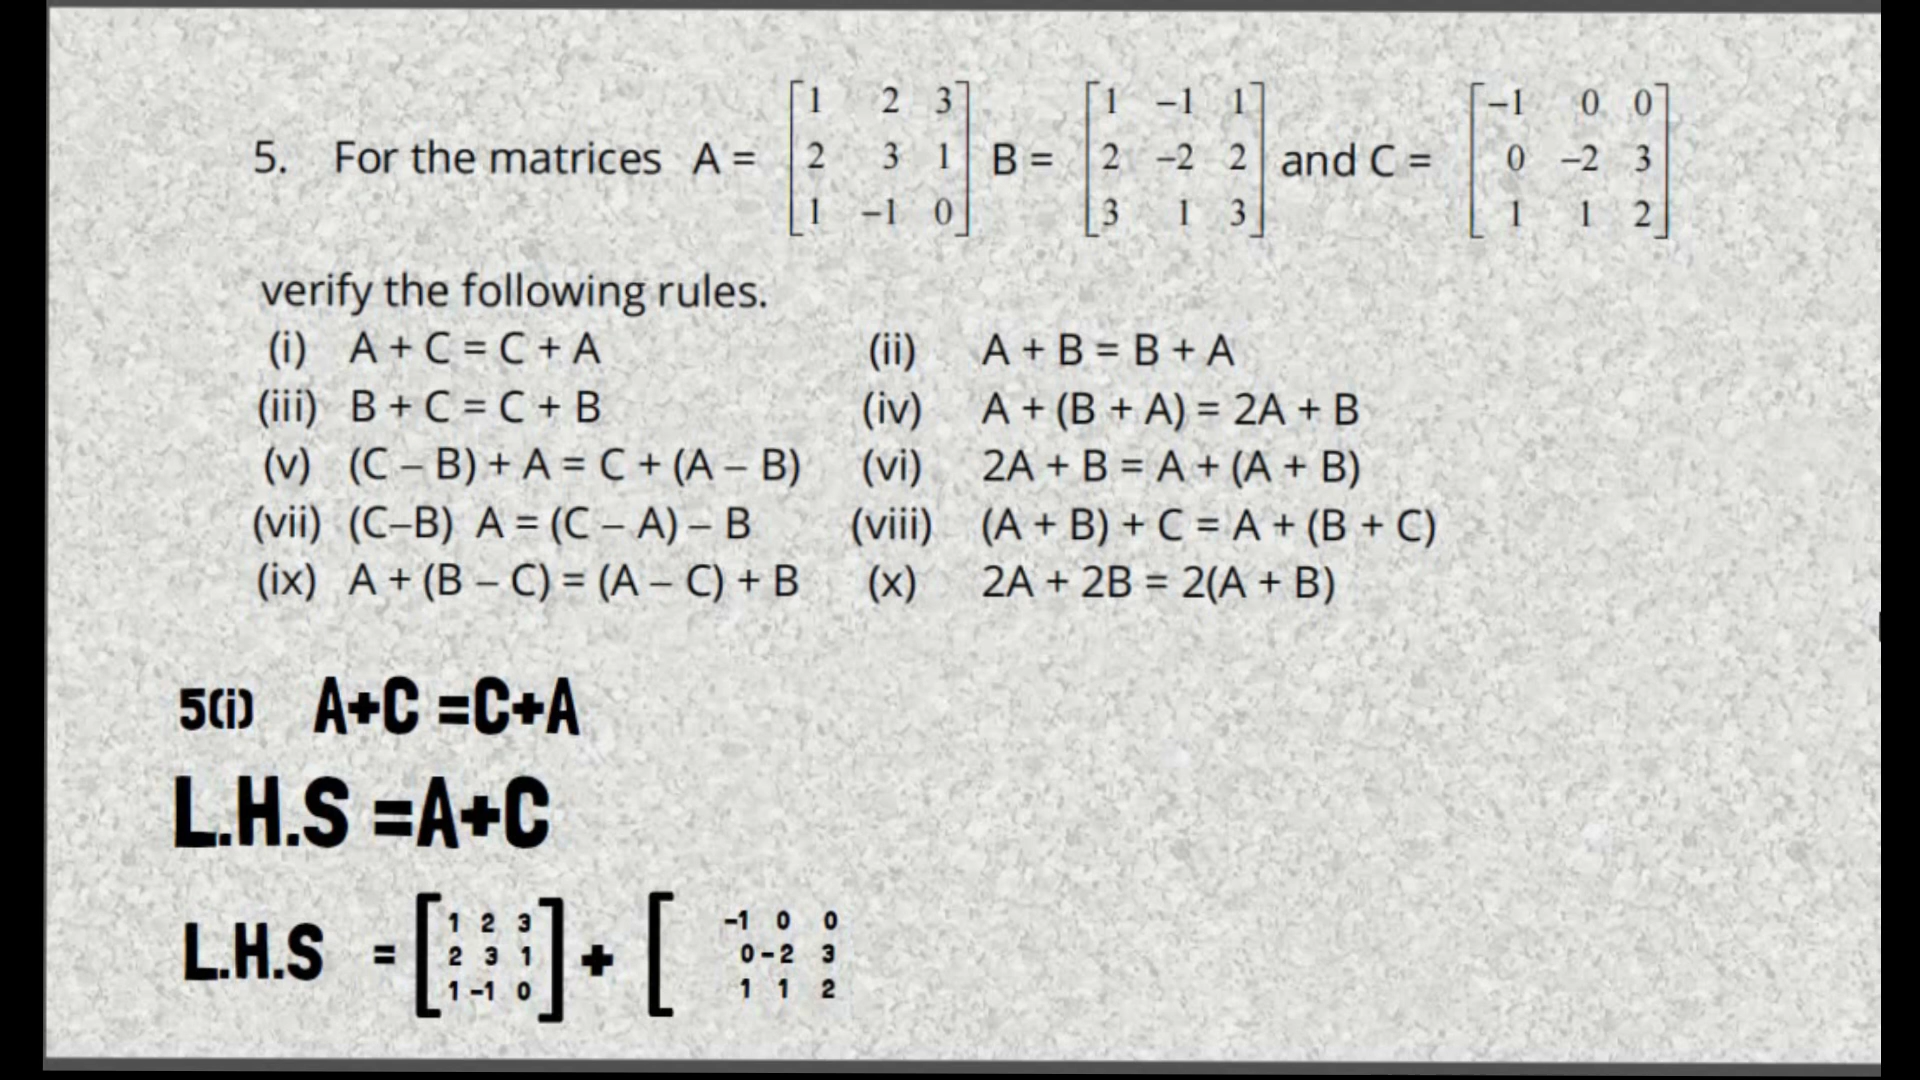 5. For the matrices A = [1 2 3 B = [1 −1 1 and C = [−1 0 0
2 3 1 2 −2 2 0 −2 3
1 −1 0] 3 1 3] 1 1 2]
verify the following rules.
(i) A + C = C + A (ii) A + B = B + A
(iii) B + C = C + B (iv) A + (B + A) = 2A + B
(v) (C – B) + A = C + (A – B) (vi) 2A + B = A + (A + B)
(vii) (C–B) A = (C – A) – B (viii) (A + B) + C = A + (B + C)
(ix) A + (B – C) = (A – C) + B (x) 2A + 2B = 2(A + B)
5(i) A+C =C+A
L.H.S =A+C
L.H.S = [1 2 3 + [ -1 0 0
2 3 1 0 -2 3
1 -1 0] 1 1 2